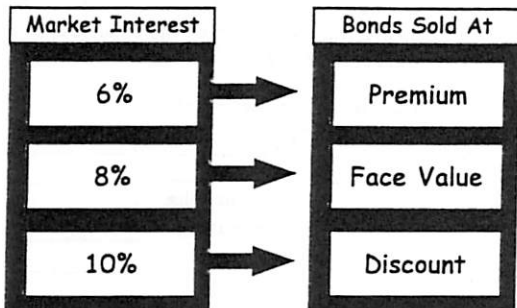 Market Interest
Bonds Sold At
6%
Premium
8%
Face Value
10%
Discount